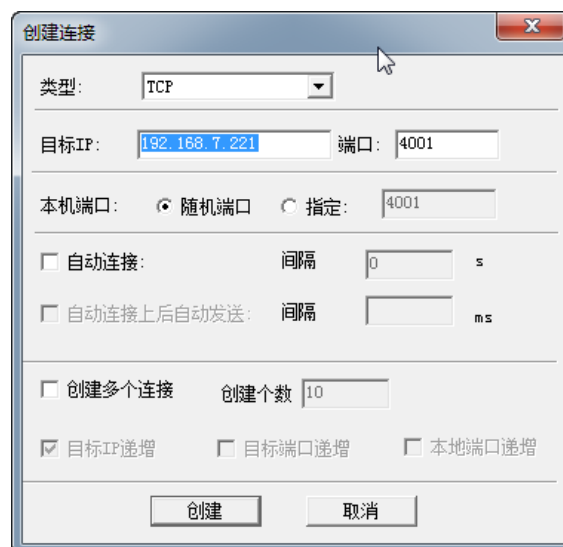 创建连接
类型: TCP
目标IP: 192.168.7.221 端口: 4001
本机端口: 随机端口 指定: 4001
自动连接: 间隔 0 s
自动连接上后自动发送: 间隔 ms
创建多个连接 创建个数 10
目标IP递增 目标端口递增 本地端口递增
创建 取消